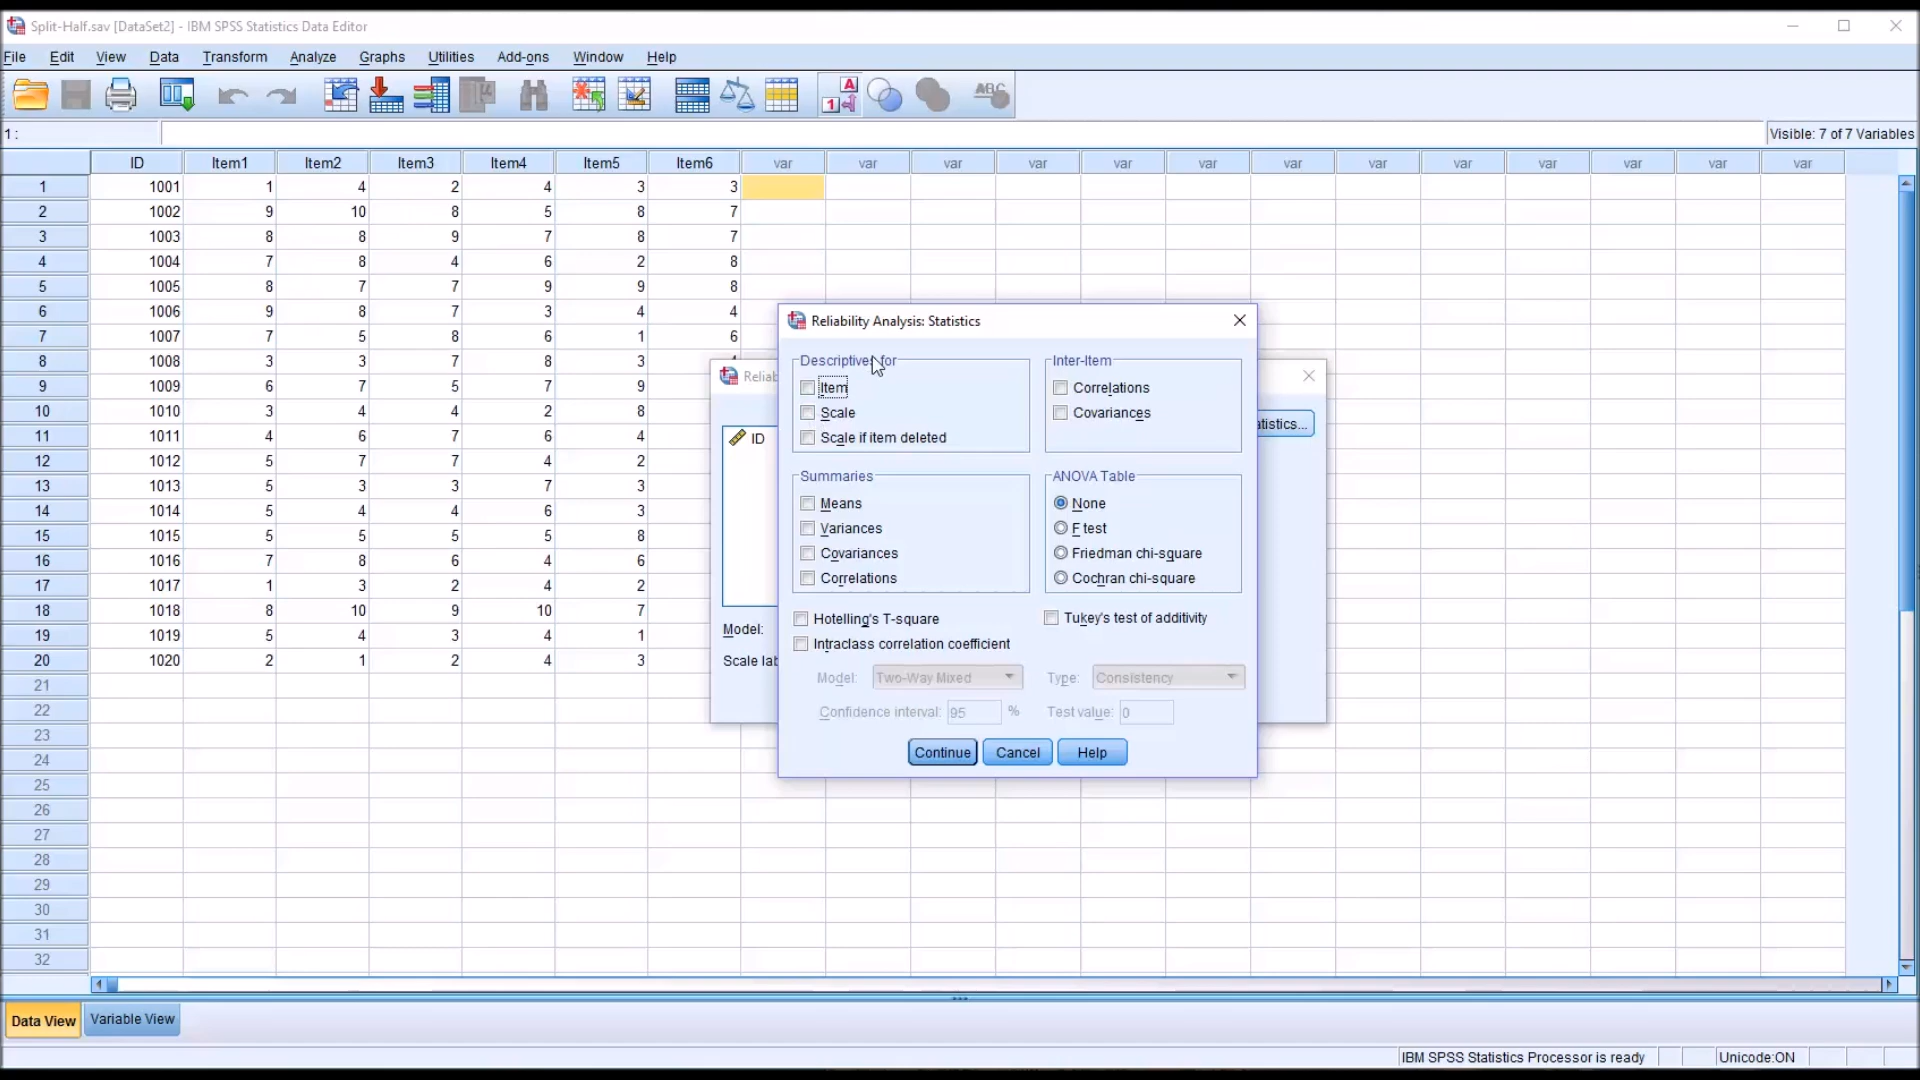 Split-Half.sav [DataSet2] - IBM SPSS Statistics Data Editor
File Edit View Data Transform Analyze Graphs Utilities Add-ons Window Help
1 :
Visible: 7 of 7 Variables
ID Item1 Item2 Item3 Item4 Item5 Item6 var var var var var var var var var var var var var
1 1001 1 4 2 4 3 3
2 1002 9 10 8 5 8 7
3 1003 8 8 9 7 8 7
4 1004 7 8 4 6 2 8
5 1005 8 7 7 9 9 8
6 1006 9 8 7 3 4 4
7 1007 7 5 8 6 1 6
8 1008 3 3 7 8 3
9 1009 6 7 5 7 9
10 1010 3 4 4 2 8
11 1011 4 6 7 6 4
12 1012 5 7 7 4 2
13 1013 5 3 3 7 3
14 1014 5 4 4 6 3
15 1015 5 5 5 5 8
16 1016 7 8 6 4 6
17 1017 1 3 2 4 2
18 1018 8 10 9 10 7
19 1019 5 4 3 4 1
20 1020 2 1 2 4 3
21
22
23
24
25
26
27
28
29
30
31
32
Reliab
ID
atistics...
Model:
Scale lab
Reliability Analysis: Statistics
Descriptives for
Item
Scale
Scale if item deleted
Inter-Item
Correlations
Covariances
Summaries
Means
Variances
Covariances
Correlations
ANOVA Table
None
F test
Friedman chi-square
Cochran chi-square
Hotelling's T-square
Tukey's test of additivity
Intraclass correlation coefficient
Model: Two-Way Mixed Type: Consistency
Confidence interval: 95 % Test value: 0
Continue Cancel Help
Data View Variable View
IBM SPSS Statistics Processor is ready Unicode:ON